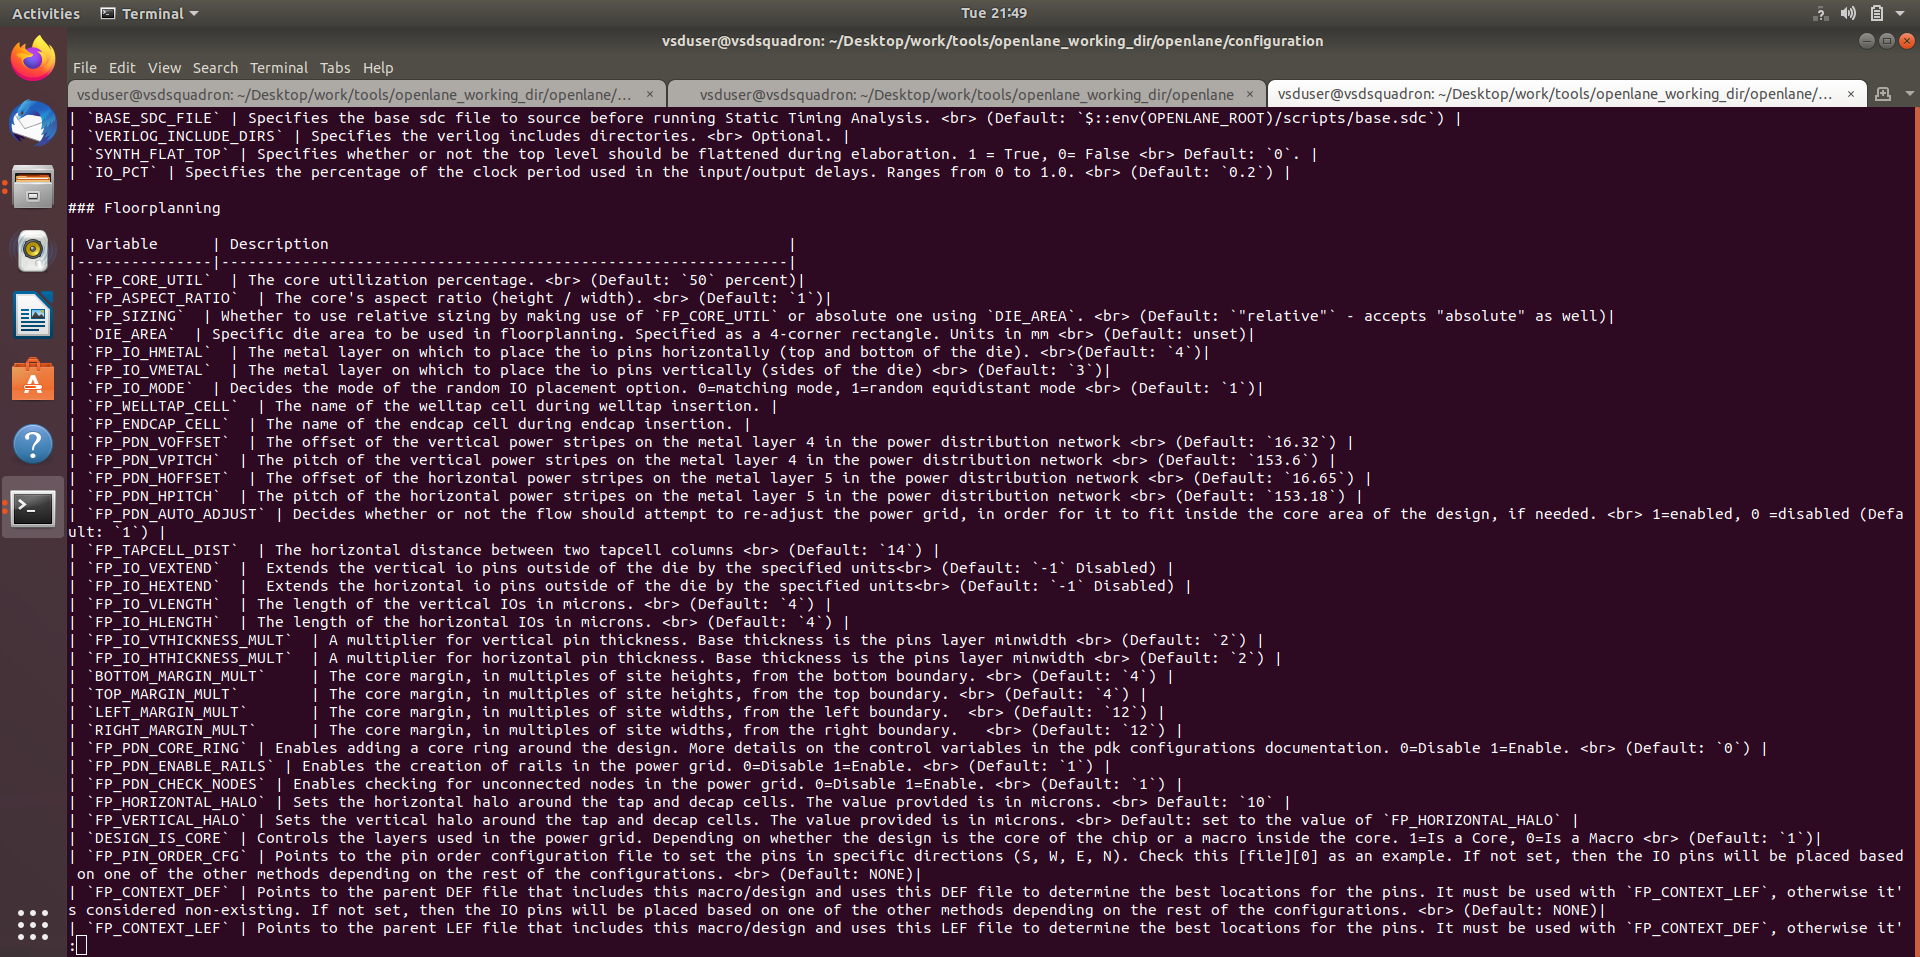 Activities
Terminal
Tue 21:49
vsduser@vsdsquadron: ~/Desktop/work/tools/openlane_working_dir/openlane/configuration
File Edit View Search Terminal Tabs Help
vsduser@vsdsquadron: ~/Desktop/work/tools/openlane_working_dir/openlane/... ×
vsduser@vsdsquadron: ~/Desktop/work/tools/openlane_working_dir/openlane ×
vsduser@vsdsquadron: ~/Desktop/work/tools/openlane_working_dir/openlane/... ×
| `BASE_SDC_FILE` | Specifies the base sdc file to source before running Static Timing Analysis. <br> (Default: `$::env(OPENLANE_ROOT)/scripts/base.sdc`) |
| `VERILOG_INCLUDE_DIRS` | Specifies the verilog includes directories. <br> Optional. |
| `SYNTH_FLAT_TOP` | Specifies whether or not the top level should be flattened during elaboration. 1 = True, 0= False <br> Default: `0`. |
| `IO_PCT` | Specifies the percentage of the clock period used in the input/output delays. Ranges from 0 to 1.0. <br> (Default: `0.2`) |
### Floorplanning
| Variable      | Description                                                   |
|---------------|---------------------------------------------------------------|
| `FP_CORE_UTIL`  | The core utilization percentage. <br> (Default: `50` percent)|
| `FP_ASPECT_RATIO`  | The core's aspect ratio (height / width). <br> (Default: `1`)|
| `FP_SIZING`  | Whether to use relative sizing by making use of `FP_CORE_UTIL` or absolute one using `DIE_AREA`. <br> (Default: `"relative"` - accepts "absolute" as well)|
| `DIE_AREA`  | Specific die area to be used in floorplanning. Specified as a 4-corner rectangle. Units in mm <br> (Default: unset)|
| `FP_IO_HMETAL`  | The metal layer on which to place the io pins horizontally (top and bottom of the die). <br>(Default: `4`)|
| `FP_IO_VMETAL`  | The metal layer on which to place the io pins vertically (sides of the die) <br> (Default: `3`)|
| `FP_IO_MODE`  | Decides the mode of the random IO placement option. 0=matching mode, 1=random equidistant mode <br> (Default: `1`)|
| `FP_WELLTAP_CELL`  | The name of the welltap cell during welltap insertion. |
| `FP_ENDCAP_CELL`  | The name of the endcap cell during endcap insertion. |
| `FP_PDN_VOFFSET`  | The offset of the vertical power stripes on the metal layer 4 in the power distribution network <br> (Default: `16.32`) |
| `FP_PDN_VPITCH`  | The pitch of the vertical power stripes on the metal layer 4 in the power distribution network <br> (Default: `153.6`) |
| `FP_PDN_HOFFSET`  | The offset of the horizontal power stripes on the metal layer 5 in the power distribution network <br> (Default: `16.65`) |
| `FP_PDN_HPITCH`  | The pitch of the horizontal power stripes on the metal layer 5 in the power distribution network <br> (Default: `153.18`) |
| `FP_PDN_AUTO_ADJUST` | Decides whether or not the flow should attempt to re-adjust the power grid, in order for it to fit inside the core area of the design, if needed. <br> 1=enabled, 0 =disabled (Defa
ult: `1`) |
| `FP_TAPCELL_DIST`  | The horizontal distance between two tapcell columns <br> (Default: `14`) |
| `FP_IO_VEXTEND`  |  Extends the vertical io pins outside of the die by the specified units<br> (Default: `-1` Disabled) |
| `FP_IO_HEXTEND`  |  Extends the horizontal io pins outside of the die by the specified units<br> (Default: `-1` Disabled) |
| `FP_IO_VLENGTH`  | The length of the vertical IOs in microns. <br> (Default: `4`) |
| `FP_IO_HLENGTH`  | The length of the horizontal IOs in microns. <br> (Default: `4`) |
| `FP_IO_VTHICKNESS_MULT`  | A multiplier for vertical pin thickness. Base thickness is the pins layer minwidth <br> (Default: `2`) |
| `FP_IO_HTHICKNESS_MULT`  | A multiplier for horizontal pin thickness. Base thickness is the pins layer minwidth <br> (Default: `2`) |
| `BOTTOM_MARGIN_MULT`     | The core margin, in multiples of site heights, from the bottom boundary. <br> (Default: `4`) |
| `TOP_MARGIN_MULT`        | The core margin, in multiples of site heights, from the top boundary. <br> (Default: `4`) |
| `LEFT_MARGIN_MULT`       | The core margin, in multiples of site widths, from the left boundary.  <br> (Default: `12`) |
| `RIGHT_MARGIN_MULT`      | The core margin, in multiples of site widths, from the right boundary.   <br> (Default: `12`) |
| `FP_PDN_CORE_RING` | Enables adding a core ring around the design. More details on the control variables in the pdk configurations documentation. 0=Disable 1=Enable. <br> (Default: `0`) |
| `FP_PDN_ENABLE_RAILS` | Enables the creation of rails in the power grid. 0=Disable 1=Enable. <br> (Default: `1`) |
| `FP_PDN_CHECK_NODES` | Enables checking for unconnected nodes in the power grid. 0=Disable 1=Enable. <br> (Default: `1`) |
| `FP_HORIZONTAL_HALO` | Sets the horizontal halo around the tap and decap cells. The value provided is in microns. <br> Default: `10` |
| `FP_VERTICAL_HALO` | Sets the vertical halo around the tap and decap cells. The value provided is in microns. <br> Default: set to the value of `FP_HORIZONTAL_HALO` |
| `DESIGN_IS_CORE` | Controls the layers used in the power grid. Depending on whether the design is the core of the chip or a macro inside the core. 1=Is a Core, 0=Is a Macro <br> (Default: `1`)|
| `FP_PIN_ORDER_CFG` | Points to the pin order configuration file to set the pins in specific directions (S, W, E, N). Check this [file][0] as an example. If not set, then the IO pins will be placed based
 on one of the other methods depending on the rest of the configurations. <br> (Default: NONE)|
| `FP_CONTEXT_DEF` | Points to the parent DEF file that includes this macro/design and uses this DEF file to determine the best locations for the pins. It must be used with `FP_CONTEXT_LEF`, otherwise it'
s considered non-existing. If not set, then the IO pins will be placed based on one of the other methods depending on the rest of the configurations. <br> (Default: NONE)|
| `FP_CONTEXT_LEF` | Points to the parent LEF file that includes this macro/design and uses this LEF file to determine the best locations for the pins. It must be used with `FP_CONTEXT_DEF`, otherwise it'
: